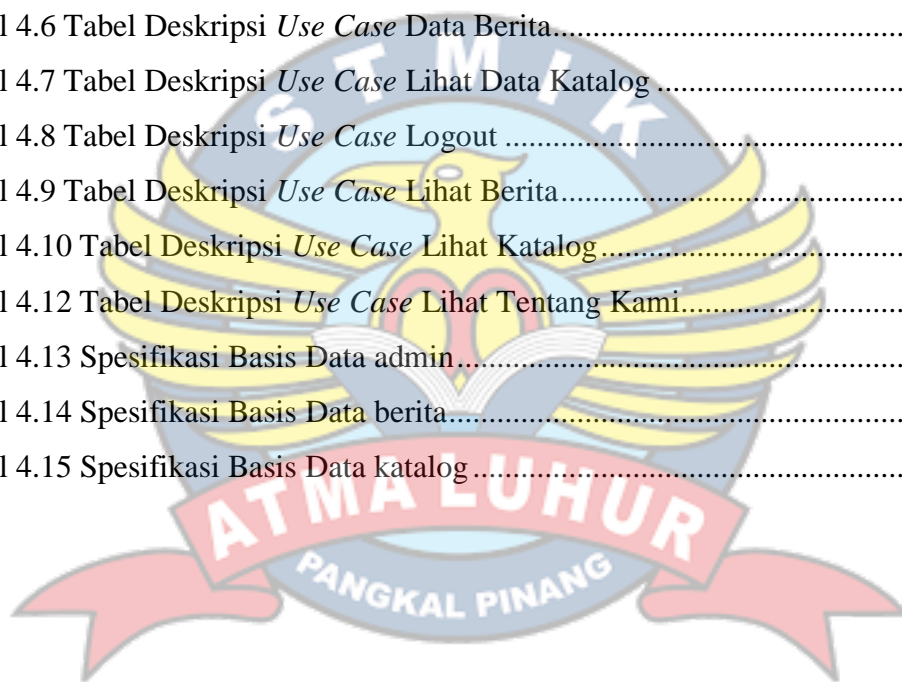 l 4.6 Tabel Deskripsi Use Case Data Berita
l 4.7 Tabel Deskripsi Use Case Lihat Data Katalog
l 4.8 Tabel Deskripsi Use Case Logout
l 4.9 Tabel Deskripsi Use Case Lihat Berita
l 4.10 Tabel Deskripsi Use Case Lihat Katalog
l 4.12 Tabel Deskripsi Use Case Lihat Tentang Kami
l 4.13 Spesifikasi Basis Data admin
l 4.14 Spesifikasi Basis Data berita
l 4.15 Spesifikasi Basis Data katalog
STMIK
ATMA LUHUR
PANGKAL PINANG